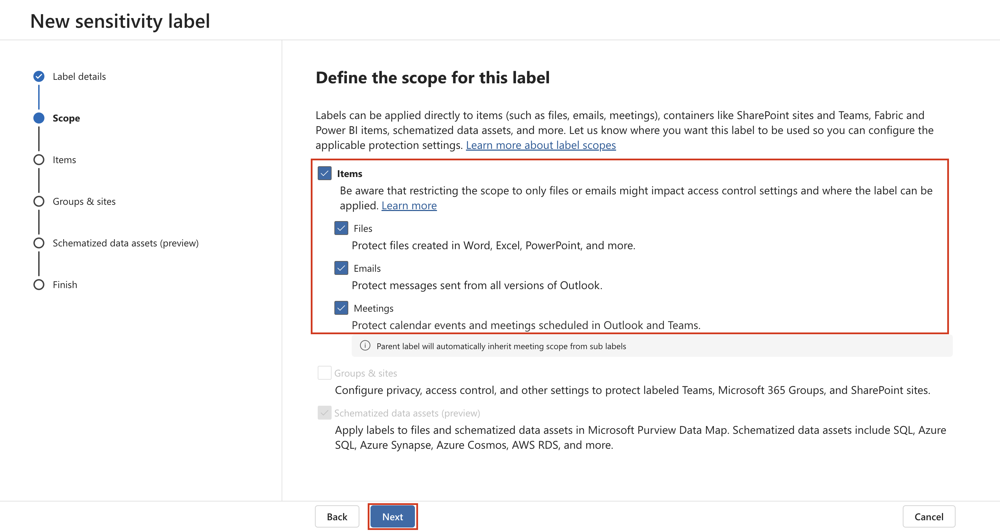 New sensitivity label
Label details
Scope
Items
Groups & sites
Schematized data assets (preview)
Finish
Define the scope for this label
Labels can be applied directly to items (such as files, emails, meetings), containers like SharePoint sites and Teams, Fabric and
Power BI items, schematized data assets, and more. Let us know where you want this label to be used so you can configure the
applicable protection settings. Learn more about label scopes
Items
Be aware that restricting the scope to only files or emails might impact access control settings and where the label can be
applied. Learn more
Files
Protect files created in Word, Excel, PowerPoint, and more.
Emails
Protect messages sent from all versions of Outlook.
Meetings
Protect calendar events and meetings scheduled in Outlook and Teams.
Parent label will automatically inherit meeting scope from sub labels
Groups & sites
Configure privacy, access control, and other settings to protect labeled Teams, Microsoft 365 Groups, and SharePoint sites.
Schematized data assets (preview)
Apply labels to files and schematized data assets in Microsoft Purview Data Map. Schematized data assets include SQL, Azure
SQL, Azure Synapse, Azure Cosmos, AWS RDS, and more.
Back
Next
Cancel